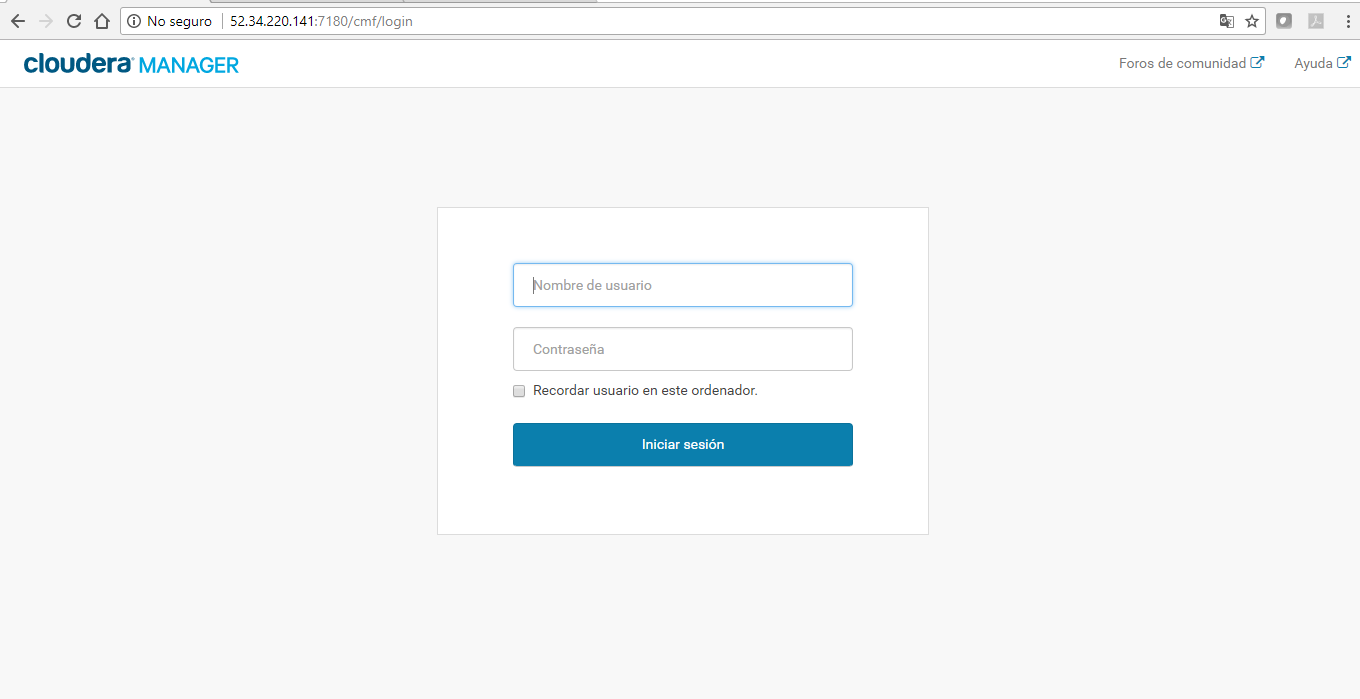 No seguro 52.34.220.141:7180/cmf/login
cloudera MANAGER
Foros de comunidad
Ayuda
Nombre de usuario
Contraseña
Recordar usuario en este ordenador.
Iniciar sesión